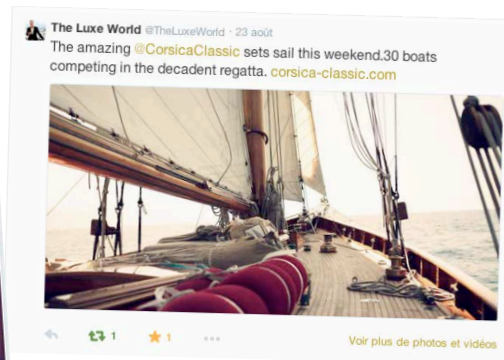 The Luxe World @TheLuxeWorld · 23 août
The amazing @CorsicaClassic sets sail this weekend.30 boats
competing in the decadent regatta. corsica-classic.com
1 1
Voir plus de photos et vidéos